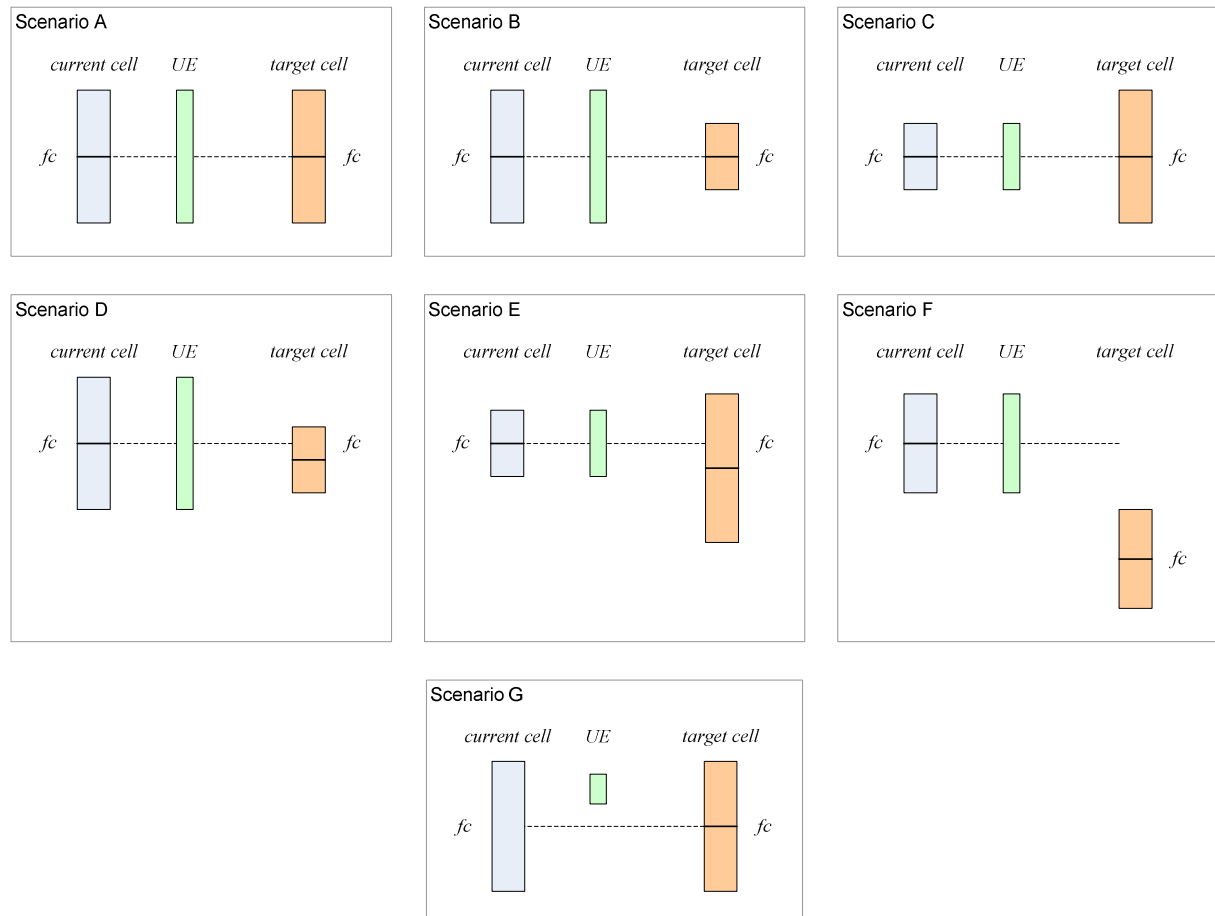 Scenario A
current cell UE target cell
fc fc
Scenario B
current cell UE target cell
fc fc
Scenario C
current cell UE target cell
fc fc
Scenario D
current cell UE target cell
fc fc
Scenario E
current cell UE target cell
fc fc
Scenario F
current cell UE target cell
fc
fc
Scenario G
current cell UE target cell
fc fc